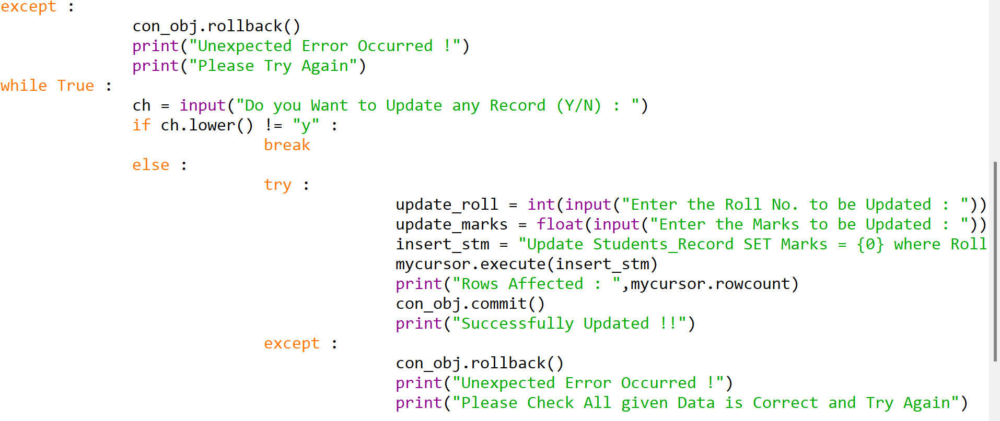 except :
con_obj.rollback()
print("Unexpected Error Occurred !")
print("Please Try Again")
while True :
ch = input("Do you Want to Update any Record (Y/N) : ")
if ch.lower() != "y" :
break
else :
try :
update_roll = int(input("Enter the Roll No. to be Updated : "))
update_marks = float(input("Enter the Marks to be Updated : "))
insert_stm = "Update Students_Record SET Marks = {0} where Roll
mycursor.execute(insert_stm)
print("Rows Affected : ",mycursor.rowcount)
con_obj.commit()
print("Successfully Updated !!")
except :
con_obj.rollback()
print("Unexpected Error Occurred !")
print("Please Check All given Data is Correct and Try Again")